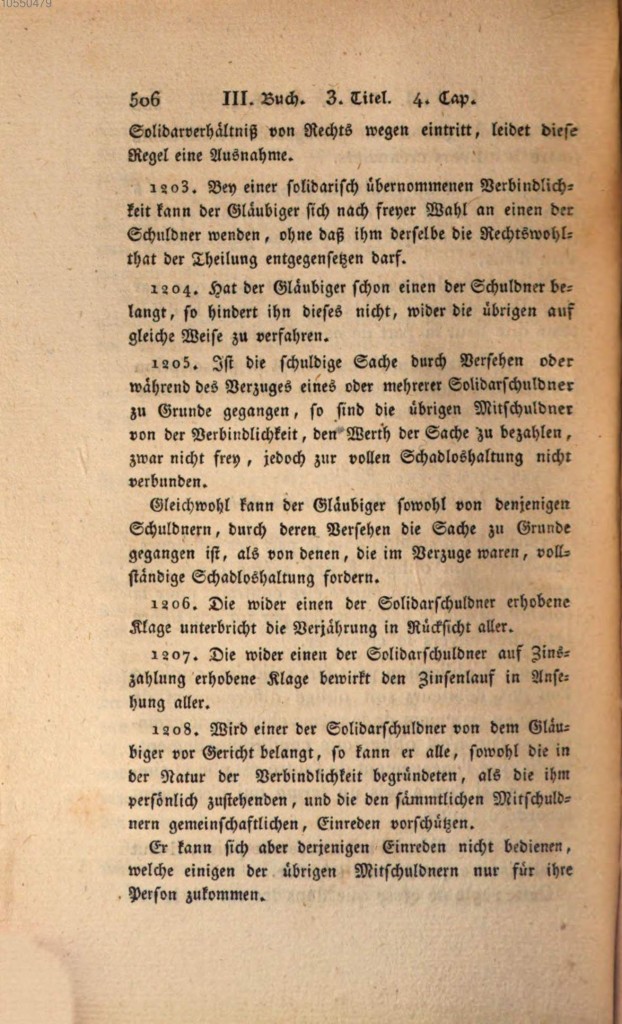 10550479
506 III. Buch. 3. Titel. 4. Cap.
Solidarverhältniß von Rechts wegen eintritt, leidet diese
Regel eine Ausnahme.
1203. Bey einer solidarisch übernommenen Verbindlich-
keit kann der Gläubiger sich nach freyer Wahl an einen der
Schuldner wenden, ohne daß ihm derselbe die Rechtswohl-
that der Theilung entgegensetzen darf.
1204. Hat der Gläubiger schon einen der Schuldner be-
langt, so hindert ihn dieses nicht, wider die übrigen auf
gleiche Weise zu verfahren.
1205. Ist die schuldige Sache durch Versehen oder
während des Verzuges eines oder mehrerer Solidarschuldner
zu Grunde gegangen, so sind die übrigen Mitschuldner
von der Verbindlichkeit, den Werth der Sache zu bezahlen,
zwar nicht frey, jedoch zur vollen Schadloshaltung nicht
verbunden.
Gleichwohl kann der Gläubiger sowohl von denjenigen
Schuldnern, durch deren Versehen die Sache zu Grunde
gegangen ist, als von denen, die im Verzuge waren, voll-
ständige Schadloshaltung fordern.
1206. Die wider einen der Solidarschuldner erhobene
Klage unterbricht die Verjährung in Rücksicht aller.
1207. Die wider einen der Solidarschuldner auf Zins-
zahlung erhobene Klage bewirkt den Zinsenlauf in Anse-
hung aller.
1208. Wird einer der Solidarschuldner von dem Gläu-
biger vor Gericht belangt, so kann er alle, sowohl die in
der Natur der Verbindlichkeit begründeten, als die ihm
persönlich zustehenden, und die den sämmtlichen Mitschuld-
nern gemeinschaftlichen, Einreden vorschützen.
Er kann sich aber derjenigen Einreden nicht bedienen,
welche einigen der übrigen Mitschuldnern nur für ihre
Person zukommen.